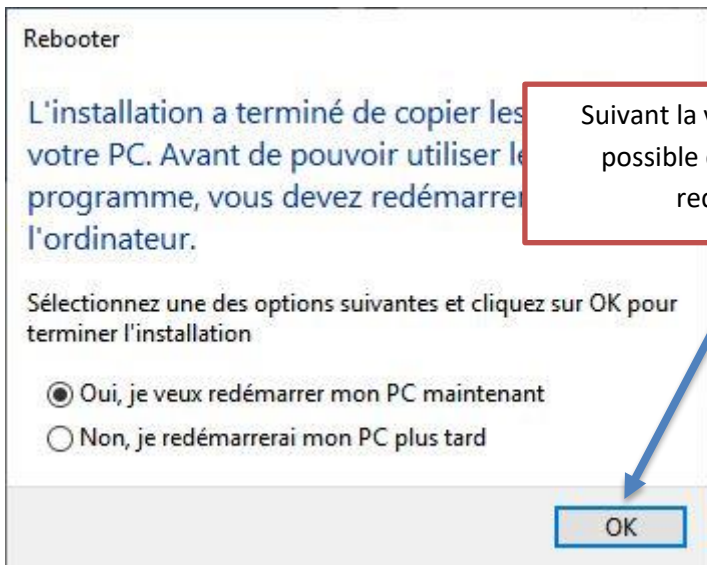 Rebooter
L'installation a terminé de copier les
votre PC. Avant de pouvoir utiliser
programme, vous devez redémarrer
l'ordinateur.
Suivant la
possible
Sélectionnez une des options suivantes et cliquez sur OK pour
terminer l'installation
Oui, je veux redémarrer mon PC maintenant
Non, je redémarrerai mon PC plus tard
OK